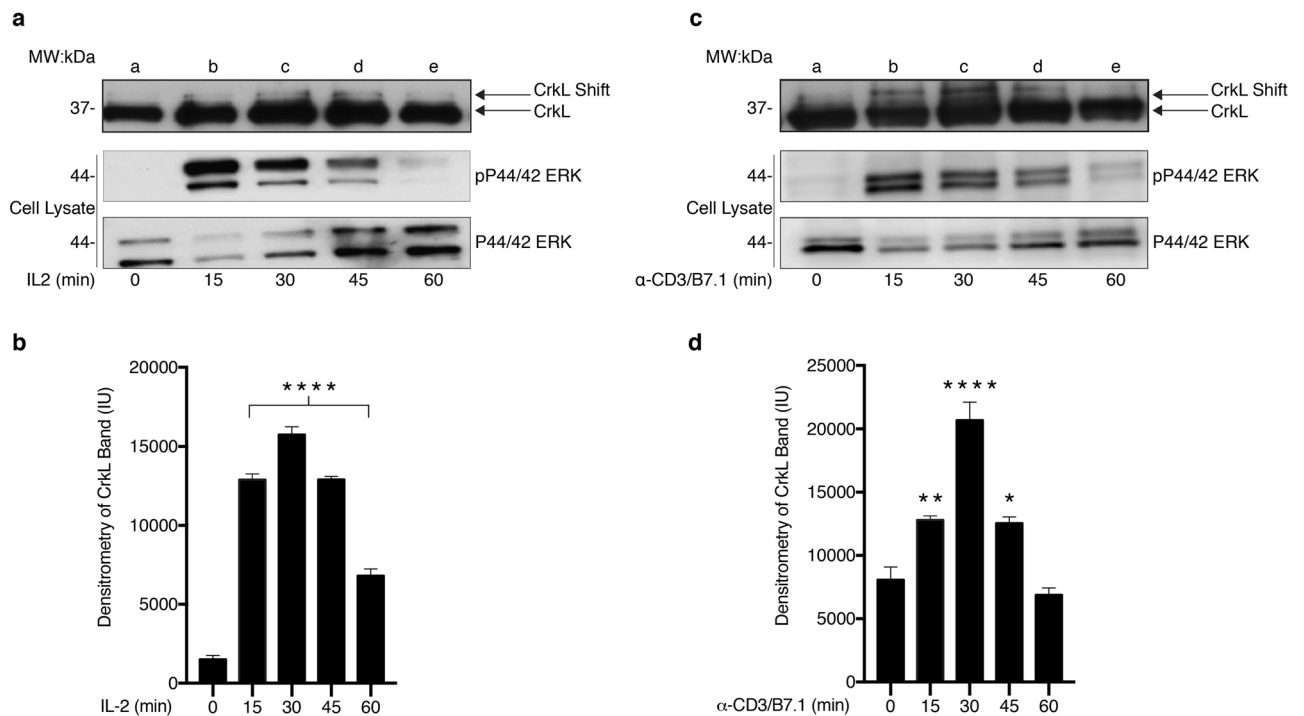 a
MW:kDa
a b c d e
37-
CrkL Shift
CrkL
44-
pP44/42 ERK
Cell Lysate
44-
P44/42 ERK
IL2 (min) 0 15 30 45 60
b
Densitrometry of CrkL Band (IU)
20000
15000
10000
5000
0
****
IL-2 (min) 0 15 30 45 60
c
MW:kDa
a b c d e
37-
CrkL Shift
CrkL
44-
pP44/42 ERK
Cell Lysate
44-
P44/42 ERK
α-CD3/B7.1 (min) 0 15 30 45 60
d
Densitrometry of CrkL Band (IU)
25000
20000
15000
10000
5000
0
****
** *
α-CD3/B7.1 (min) 0 15 30 45 60